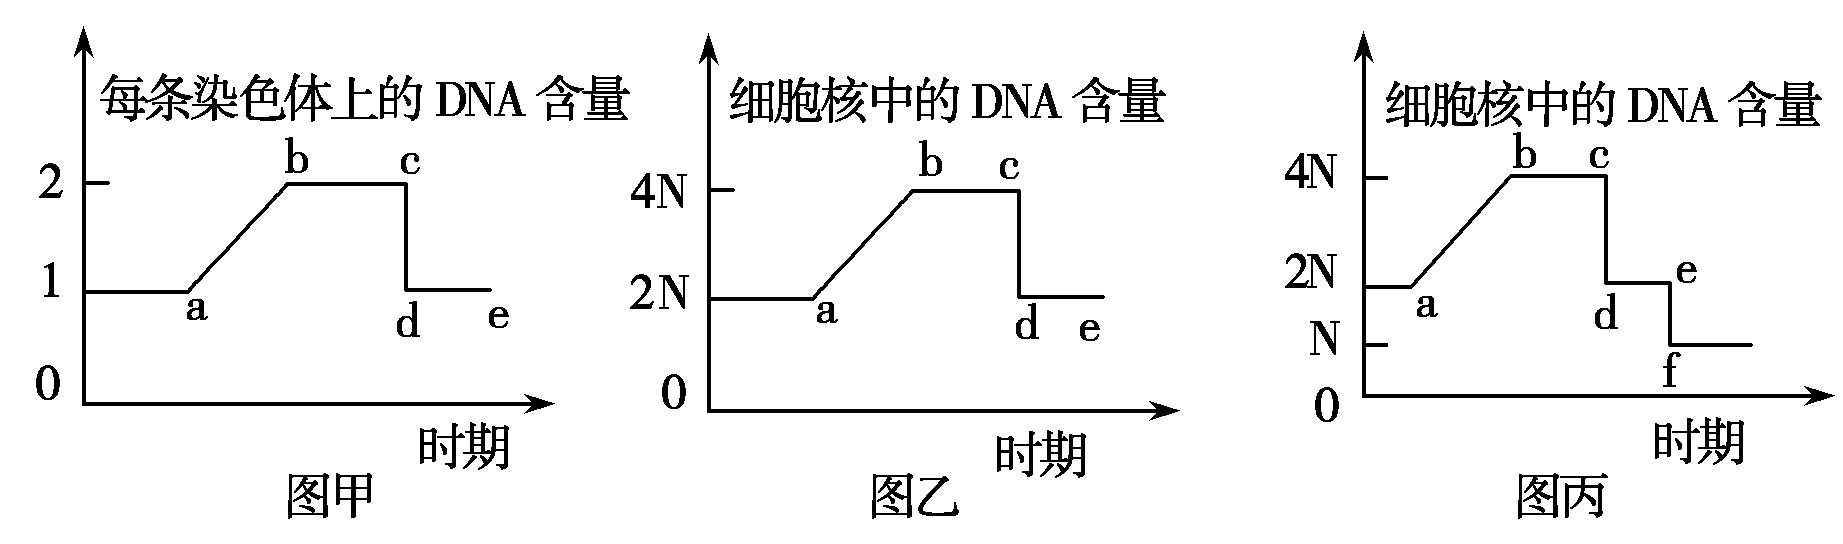 每条染色体上的 DNA 含量
2
1
0
a
b
c
d
e
时期
图甲
细胞核中的 DNA 含量
4N
2N
0
a
b
c
d
e
时期
图乙
细胞核中的 DNA 含量
4N
2N
N
0
a
b
c
d
e
f
时期
图丙